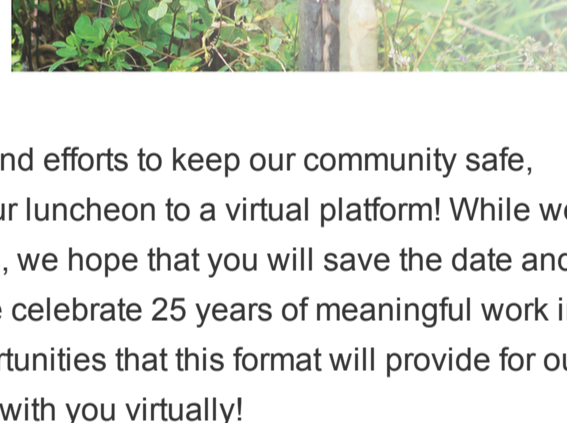 nd efforts to keep our community safe,
ur luncheon to a virtual platform! While we
, we hope that you will save the date and
celebrate 25 years of meaningful work in
rtunities that this format will provide for ou
with you virtually!